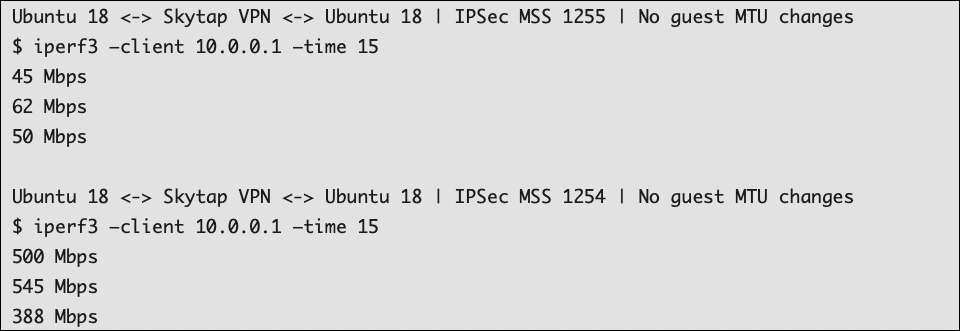 Ubuntu 18 <-> Skytap VPN <-> Ubuntu 18 | IPSec MSS 1255 | No guest MTU changes
$ iperf3 –client 10.0.0.1 –time 15
45 Mbps
62 Mbps
50 Mbps
Ubuntu 18 <-> Skytap VPN <-> Ubuntu 18 | IPSec MSS 1254 | No guest MTU changes
$ iperf3 –client 10.0.0.1 –time 15
500 Mbps
545 Mbps
388 Mbps